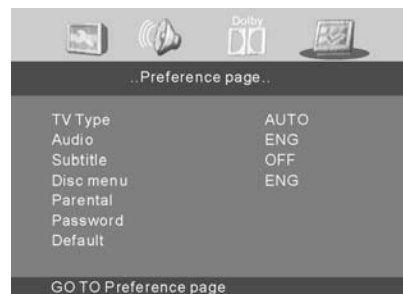 Dolby
..Preference page..
TV Type AUTO
Audio ENG
Subtitle OFF
Disc menu ENG
Parental
Password
Default
GO TO Preference page